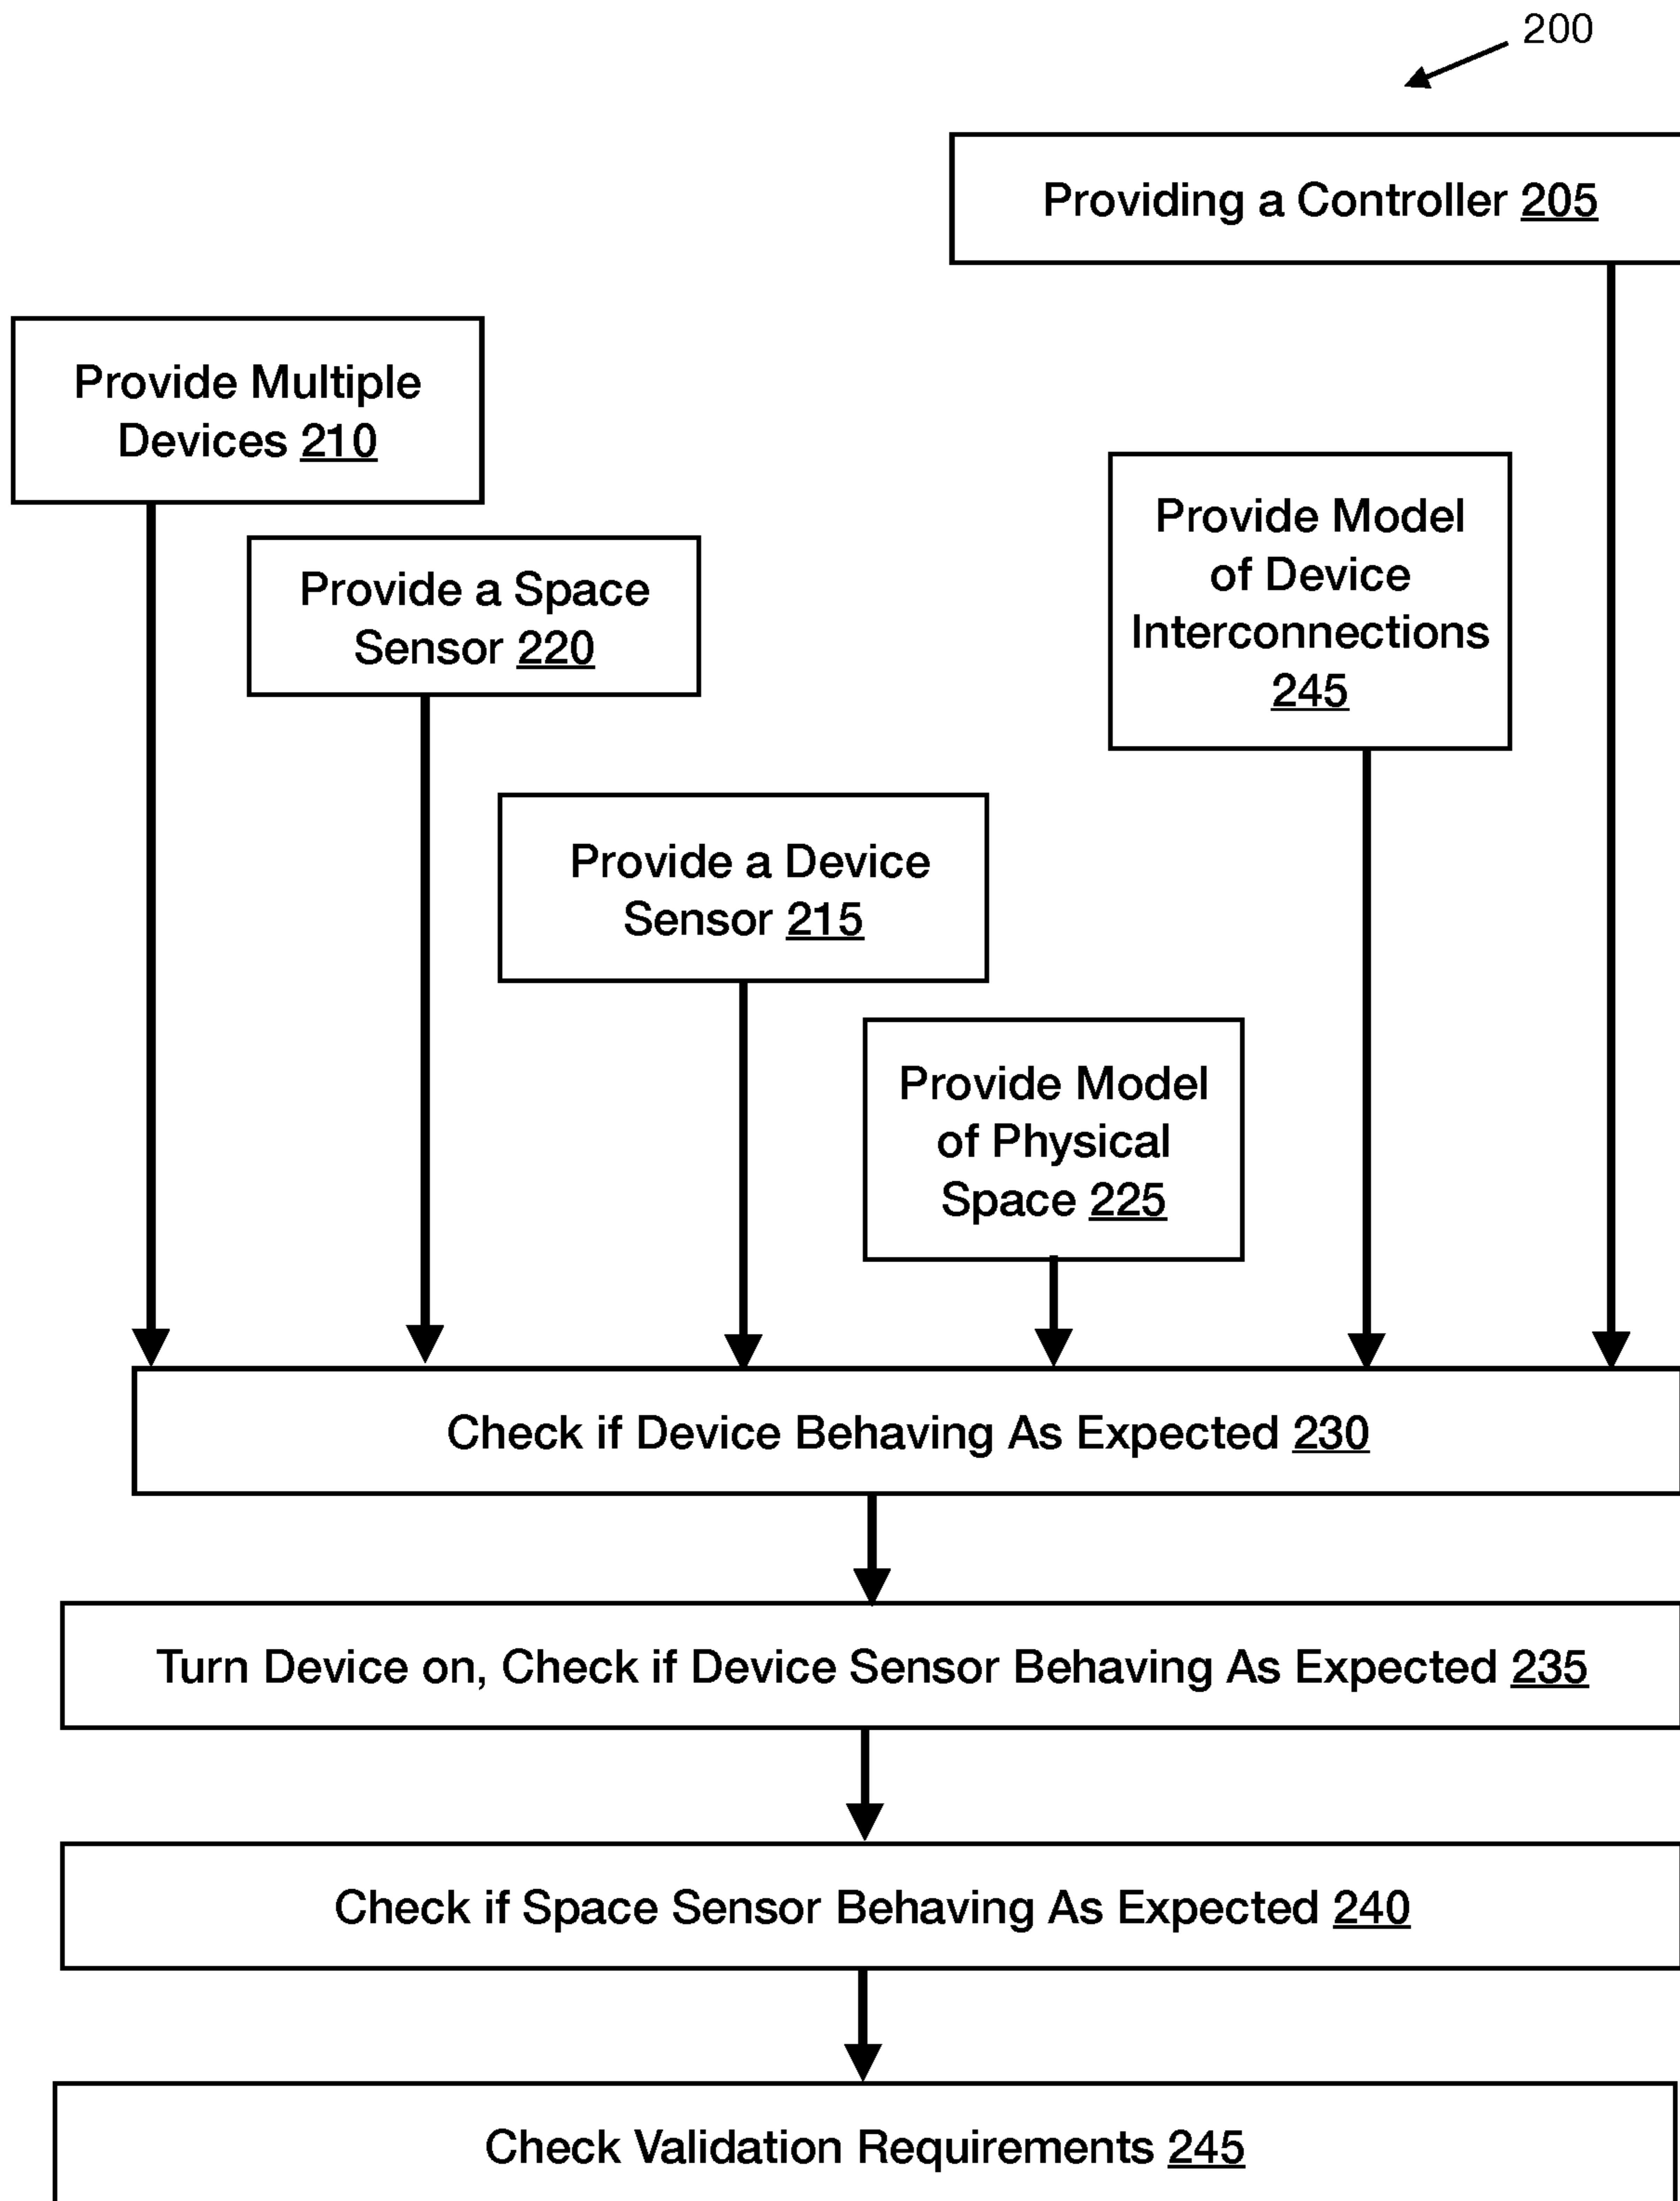 200
Providing a Controller 205
Provide Multiple
Devices 210
Provide Model
of Device
Interconnections
245
Provide a Space
Sensor 220
Provide a Device
Sensor 215
Provide Model
of Physical
Space 225
Check if Device Behaving As Expected 230
Turn Device on, Check if Device Sensor Behaving As Expected 235
Check if Space Sensor Behaving As Expected 240
Check Validation Requirements 245